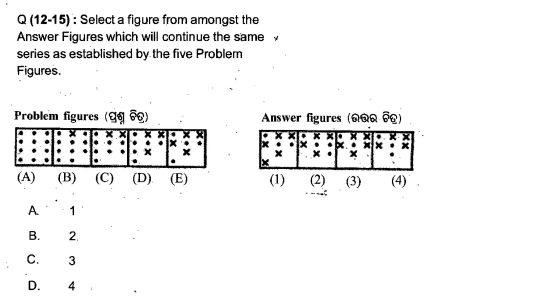 Q (12-15) : Select a figure from amongst the
Answer Figures which will continue the same
series as established by the five Problem
Figures.
Problem figures (ପ୍ରଶ୍ନ ଚିତ୍ର)
Answer figures (ଉତ୍ତର ଚିତ୍ର)
(A) (B) (C) (D) (E)
(1) (2) (3) (4)
A. 1
B. 2.
C. 3
D. 4